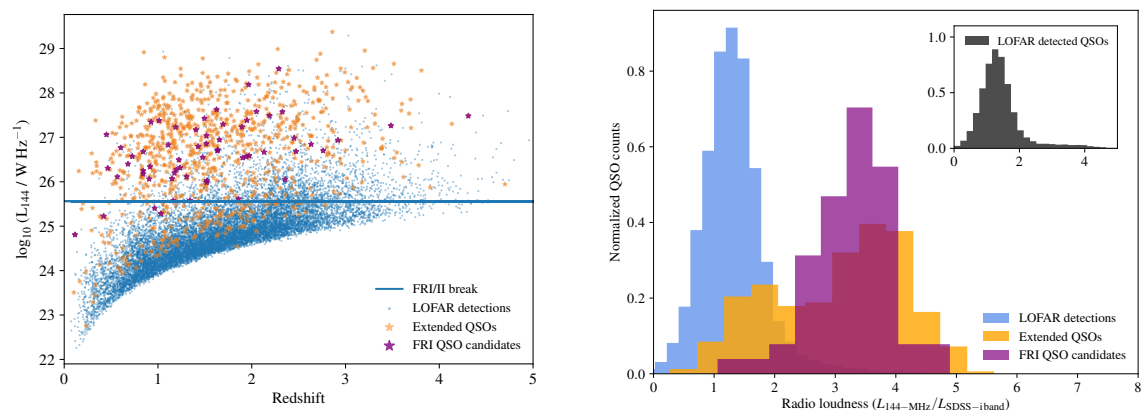 29
28
27
26
25
24
23
22
log₁₀ (L₁₄₄ / W Hz⁻¹)
FRI/II break
LOFAR detections
Extended QSOs
FRI QSO candidates
0 1 2 3 4 5
Redshift
0.8
0.6
0.4
0.2
0.0
Normalized QSO counts
1.0
0.5
0.0
LOFAR detected QSOs
0 2 4
LOFAR detections
Extended QSOs
FRI QSO candidates
0 1 2 3 4 5 6 7 8
Radio loudness (L₁₄₄₋MHz/LSDSS−iband)